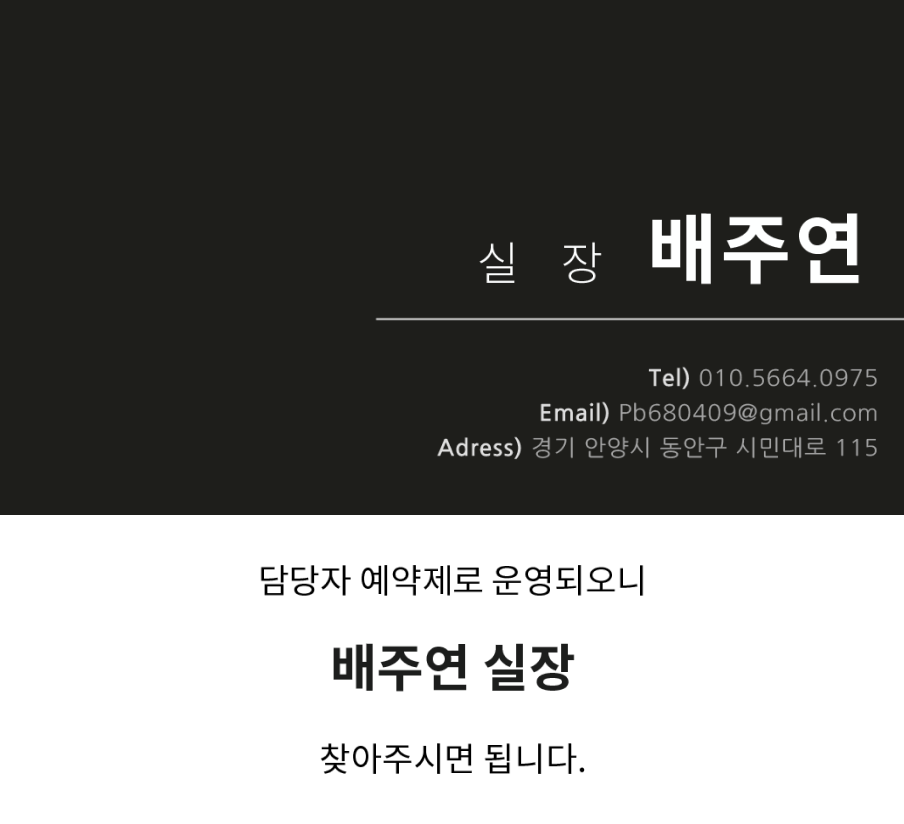 실 장 배주연
Tel) 010.5664.0975
Email) Pb680409@gmail.com
Adress) 경기 안양시 동안구 시민대로 115
담당자 예약제로 운영되오니
배주연 실장
찾아주시면 됩니다.